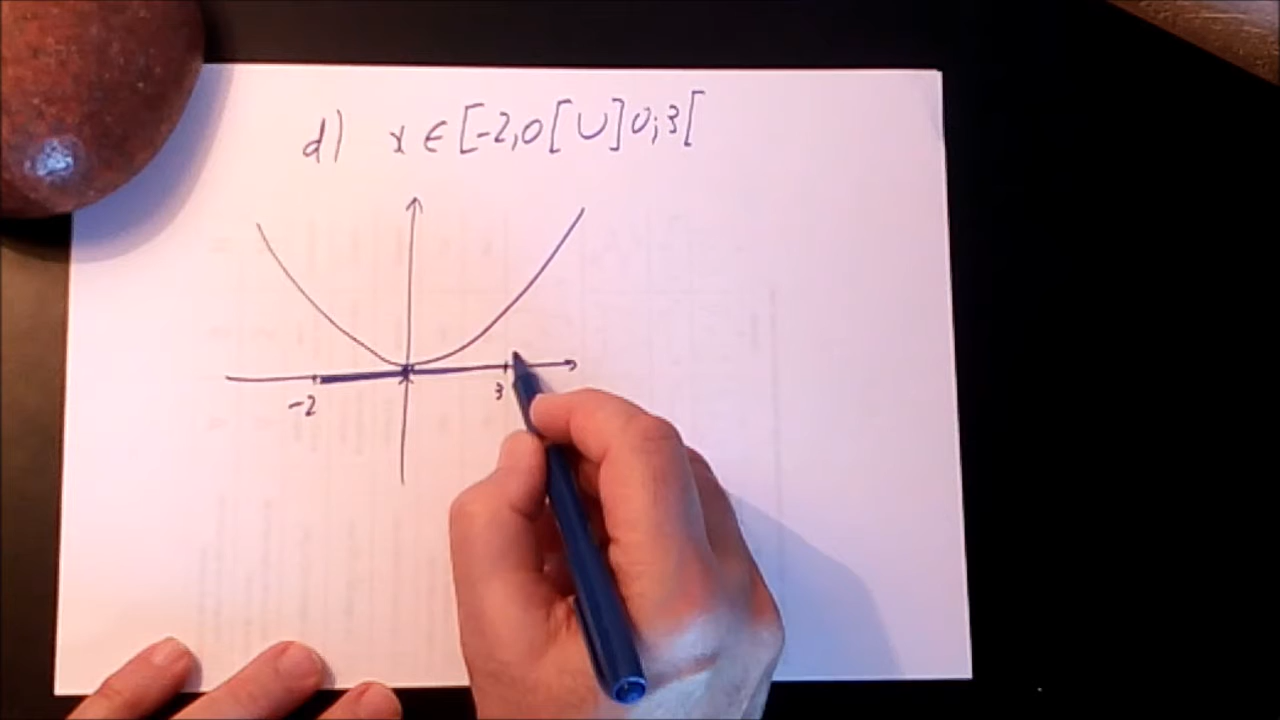 d) x ∈ [-2,0[ ∪ ]0;3[
-2 3